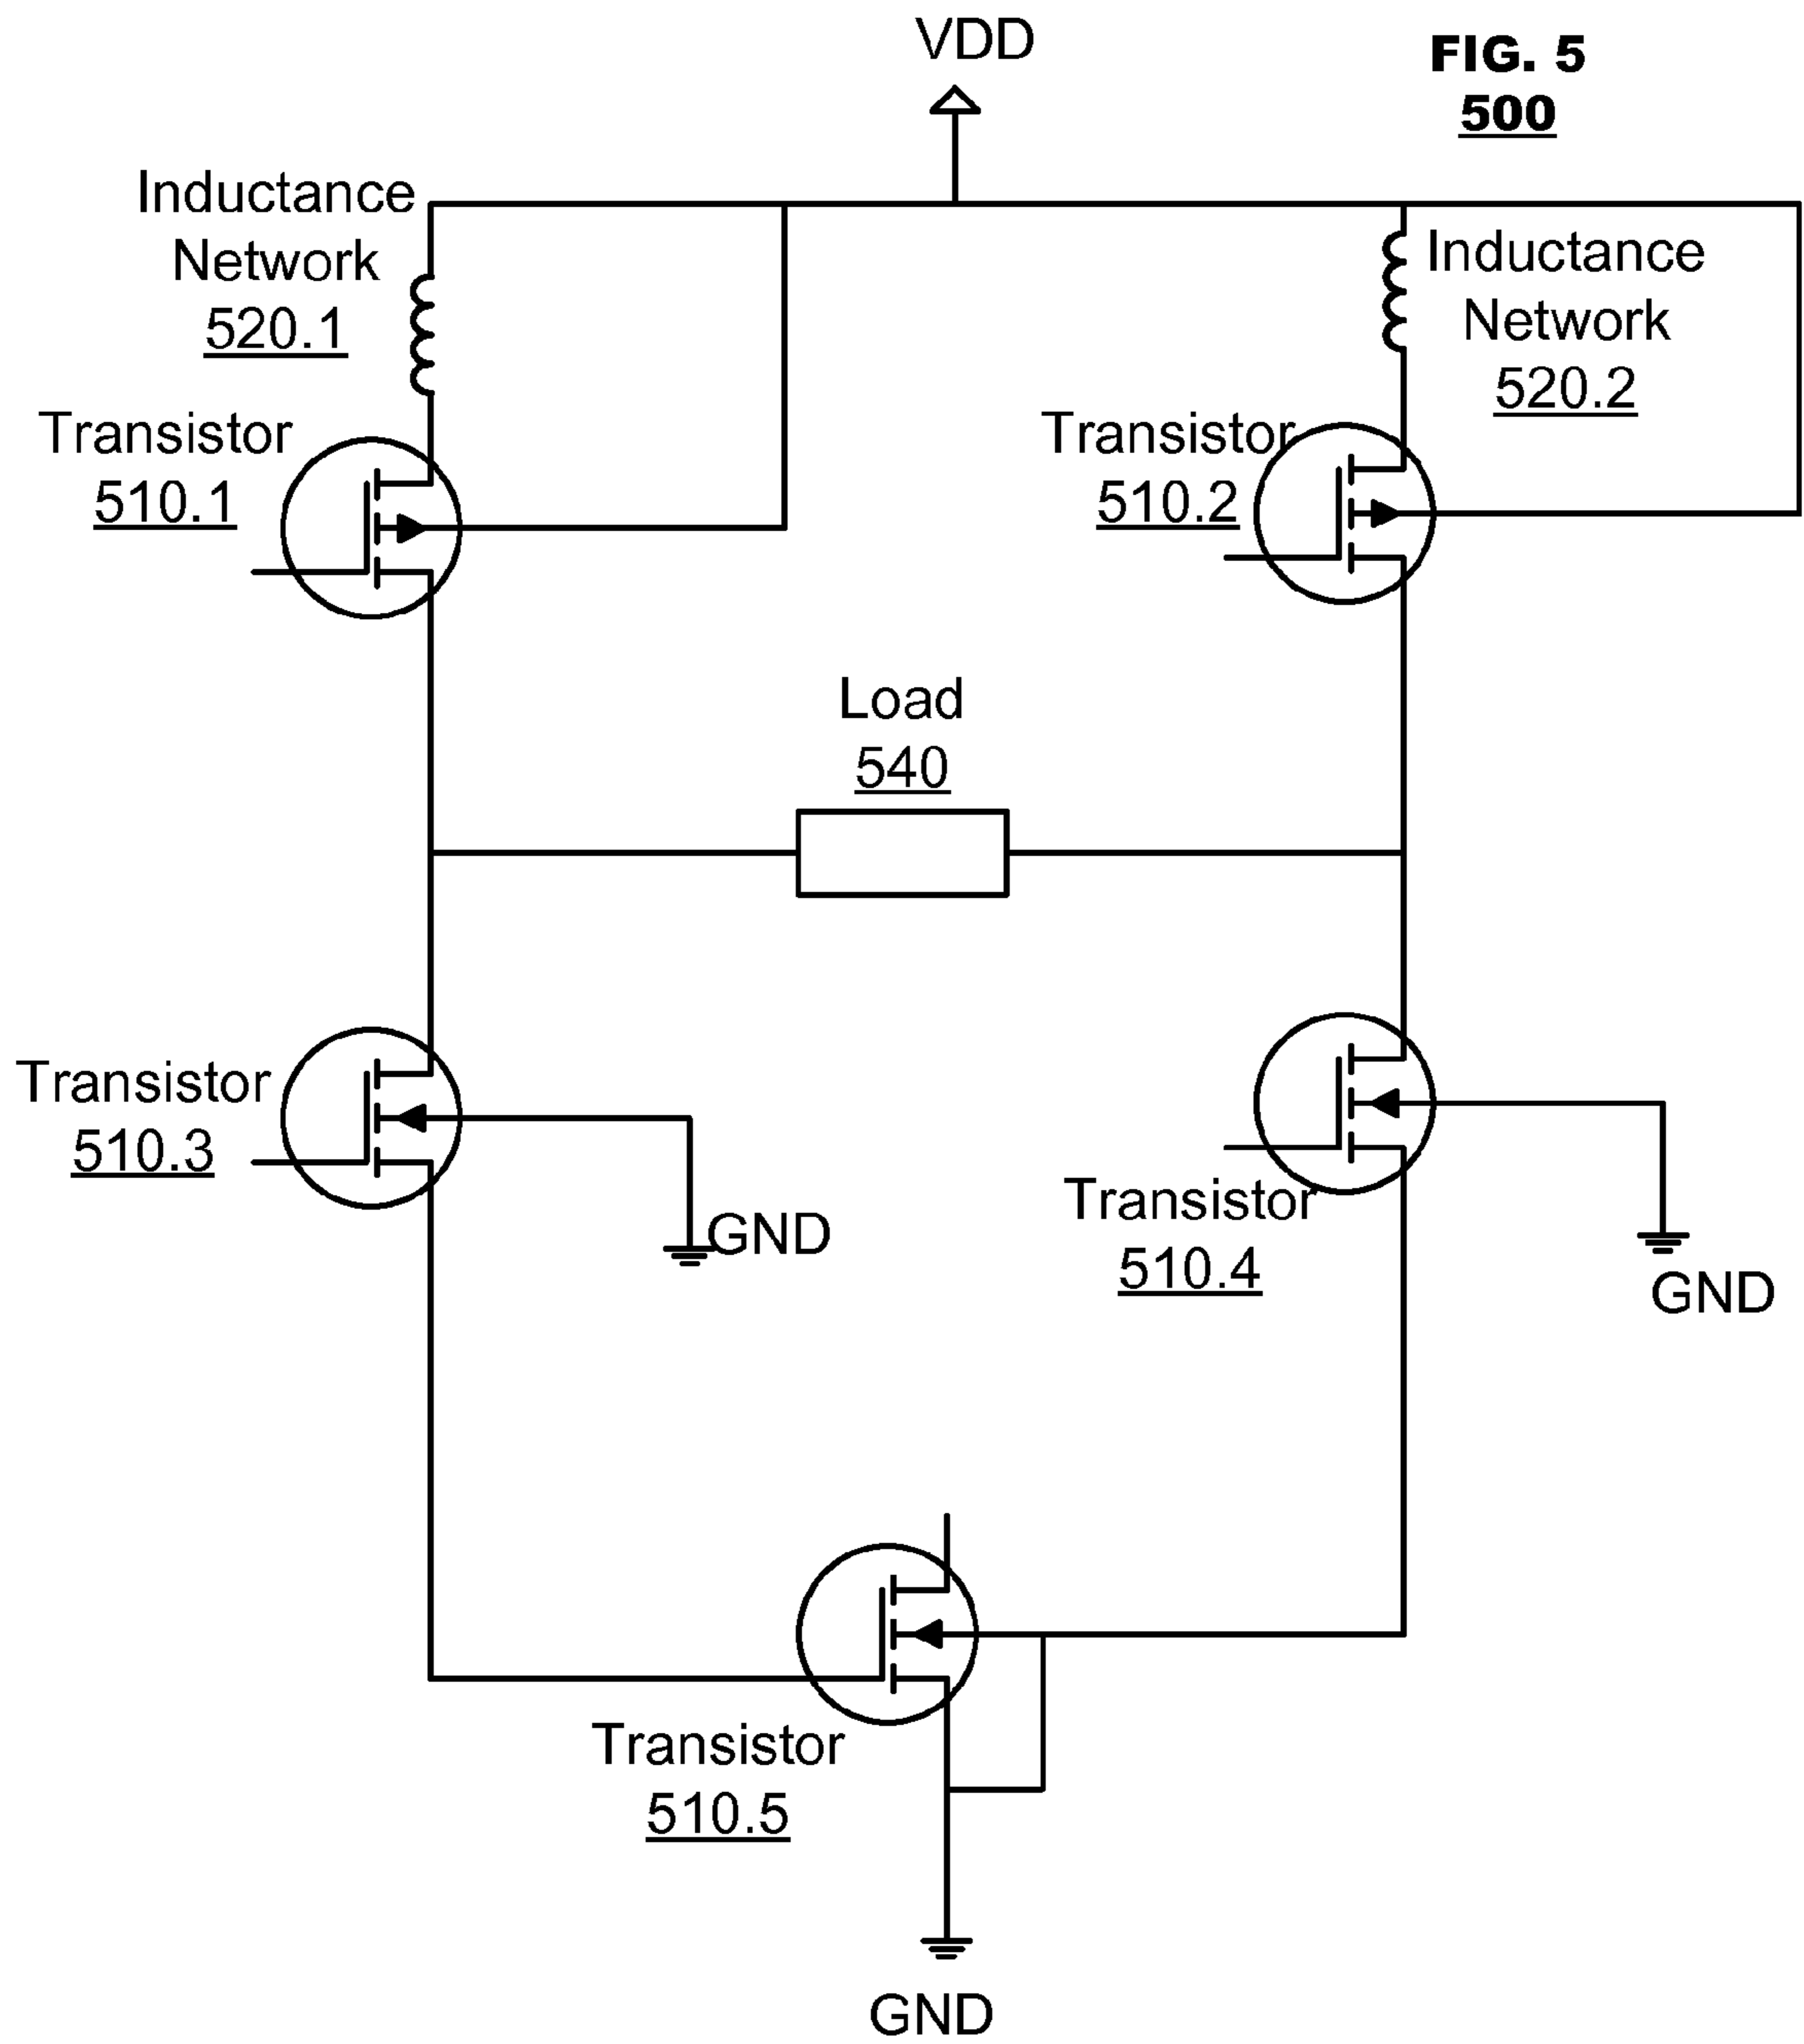 VDD
FIG. 5
500
Inductance
Network
520.1
Inductance
Network
520.2
Transistor
510.1
Transistor
510.2
Load
540
Transistor
510.3
GND
Transistor
510.4
GND
Transistor
510.5
GND